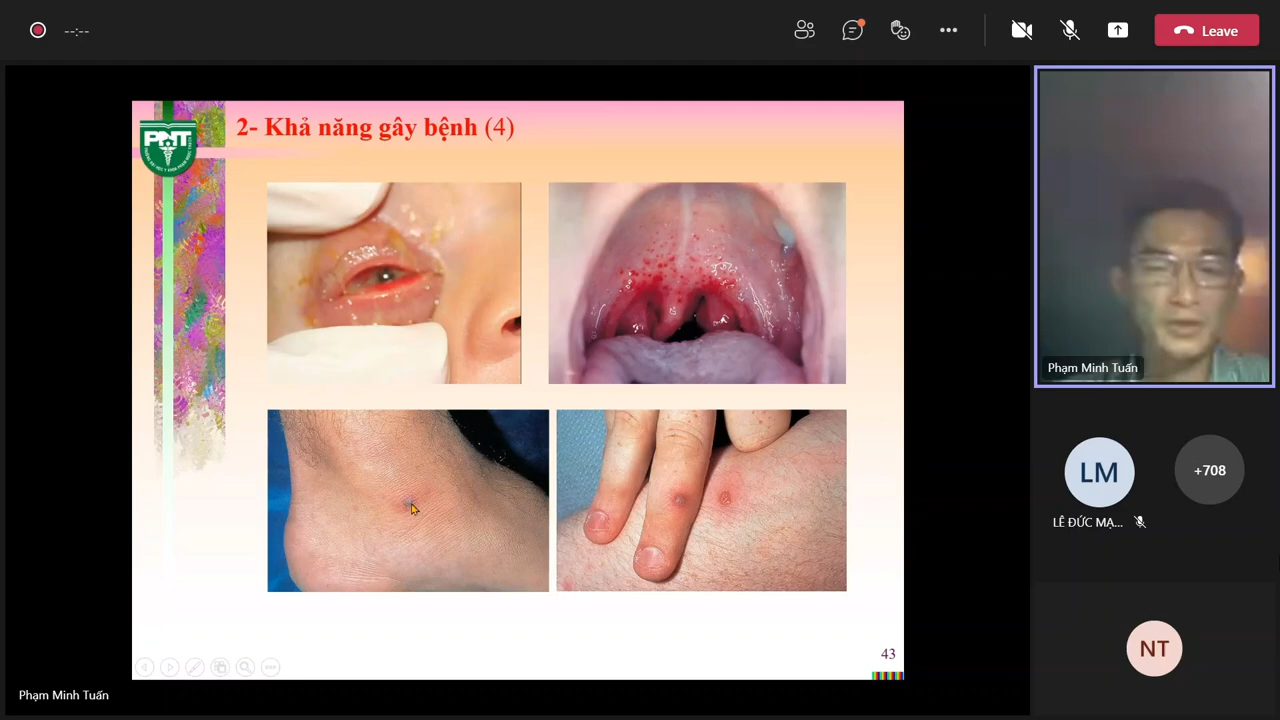 --:--
Leave
2- Khả năng gây bệnh (4)
PNT
43
Phạm Minh Tuấn
Phạm Minh Tuấn
LM
+708
LÊ ĐỨC MẠ...
NT